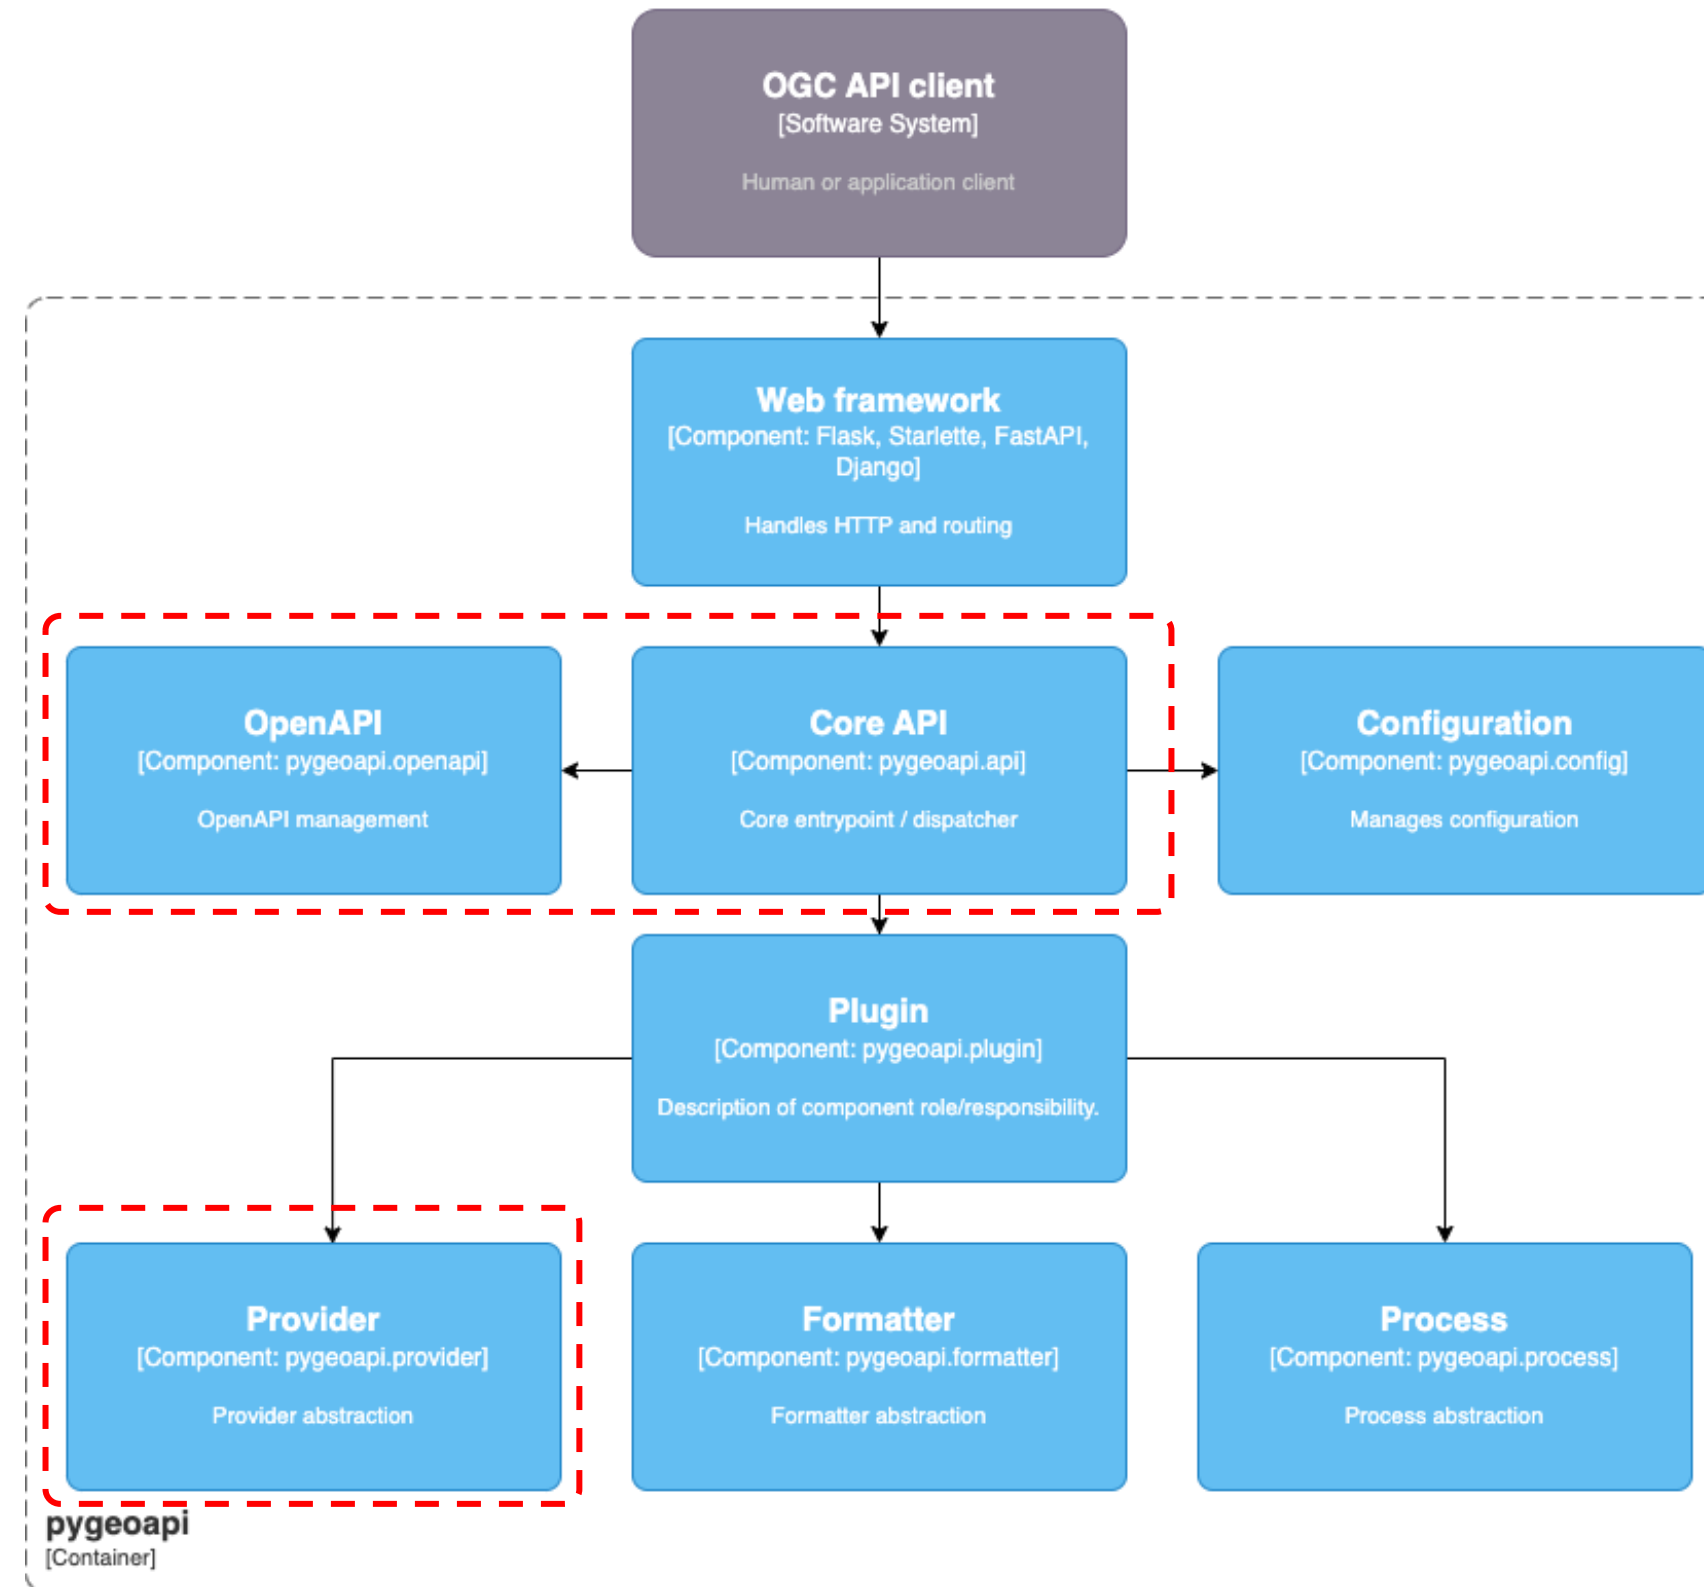 OGC API client
[Software System]
Human or application client
Web framework
[Component: Flask, Starlette, FastAPI,
Django]
Handles HTTP and routing
OpenAPI
[Component: pygeoapi.openapi]
OpenAPI management
Core API
[Component: pygeoapi.api]
Core entrypoint / dispatcher
Configuration
[Component: pygeoapi.config]
Manages configuration
Plugin
[Component: pygeoapi.plugin]
Description of component role/responsibility.
Provider
[Component: pygeoapi.provider]
Provider abstraction
Formatter
[Component: pygeoapi.formatter]
Formatter abstraction
Process
[Component: pygeoapi.process]
Process abstraction
pygeoapi
[Container]